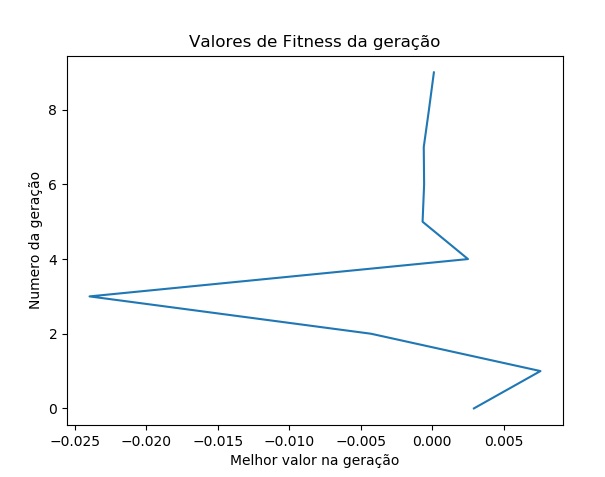 Valores de Fitness da geração
Numero da geração
8
6
4
2
0
−0.025 −0.020 −0.015 −0.010 −0.005 0.000 0.005
Melhor valor na geração